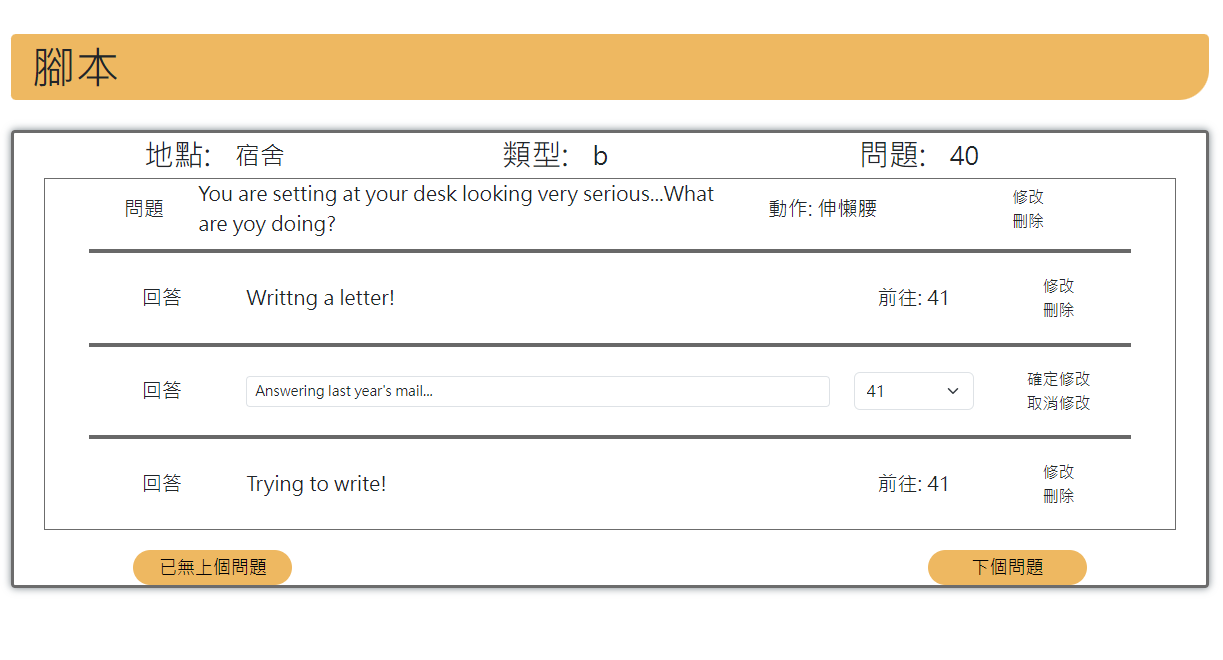 腳本
地點: 宿舍 類型: b 問題: 40
問題 You are setting at your desk looking very serious...What are yoy doing? 動作: 伸懶腰 修改
刪除
回答 Writtng a letter! 前往: 41 修改
刪除
回答 Answering last year's mail... 41 確定修改
取消修改
回答 Trying to write! 前往: 41 修改
刪除
已無上個問題 下個問題